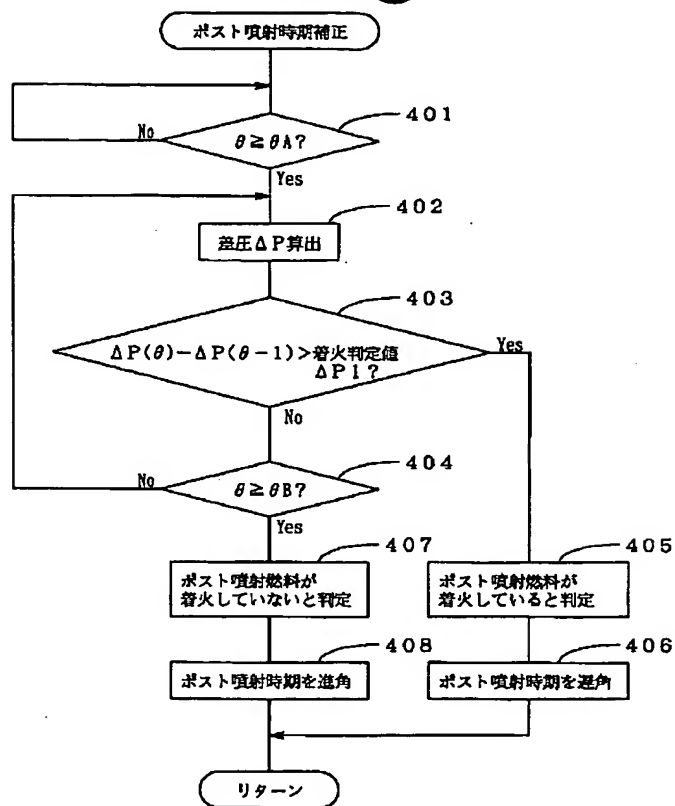 ポスト噴射時期補正
401
No
θ≧θA?
Yes
402
差圧ΔP算出
403
ΔP(θ)-ΔP(θ-1)>着火判定値
ΔP1?
Yes
No
404
No
θ≧θB?
Yes
407
405
ポスト噴射燃料が
着火していないと判定
ポスト噴射燃料が
着火していると判定
408
406
ポスト噴射時期を進角
ポスト噴射時期を遅角
リターン